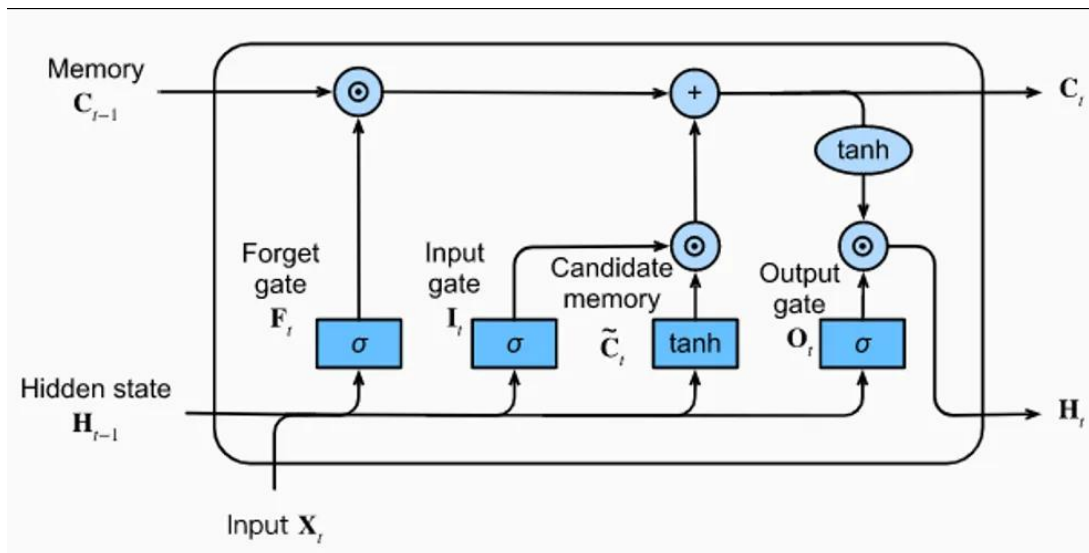 Memory
C_{t-1}
⊙
+
C_t
tanh
⊙
⊙
Forget
gate
F_t
Input
gate
I_t
Candidate
memory
C̃_t
Output
gate
O_t
σ
σ
tanh
σ
Hidden state
H_{t-1}
H_t
Input X_t